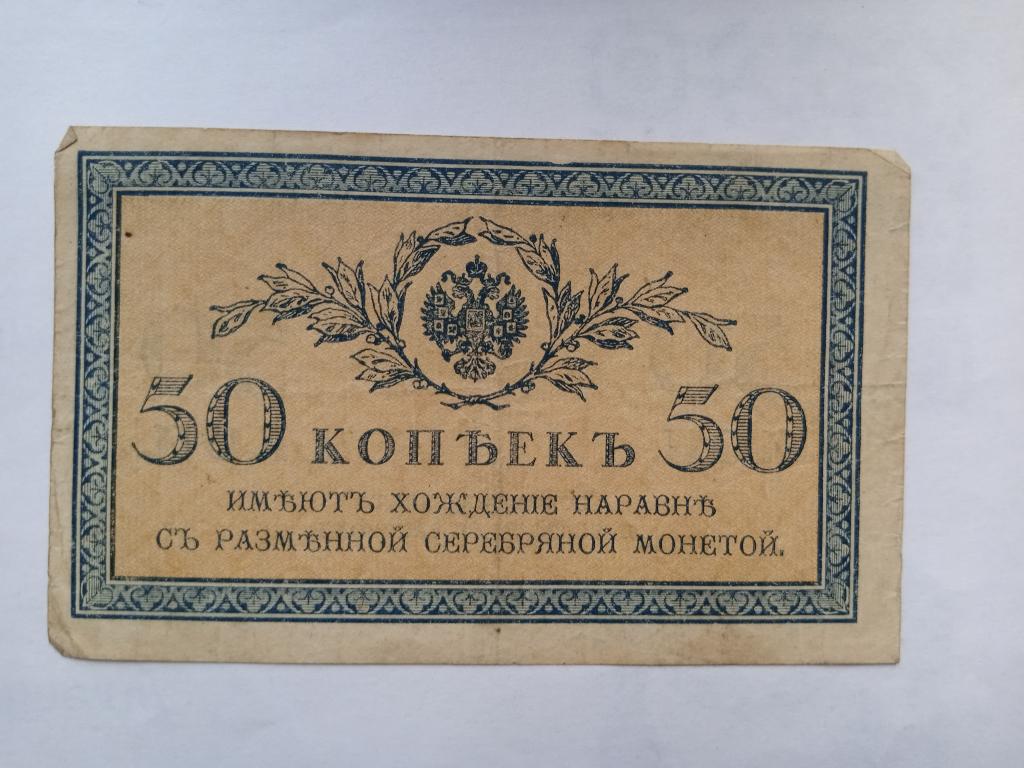 50 КОПѢЕКЪ 50
ИМѢЮТЪ ХОЖДЕНІЕ НАРАВНѢ
СЪ РАЗМѢННОЙ СЕРЕБРЯНОЙ МОНЕТОЙ.